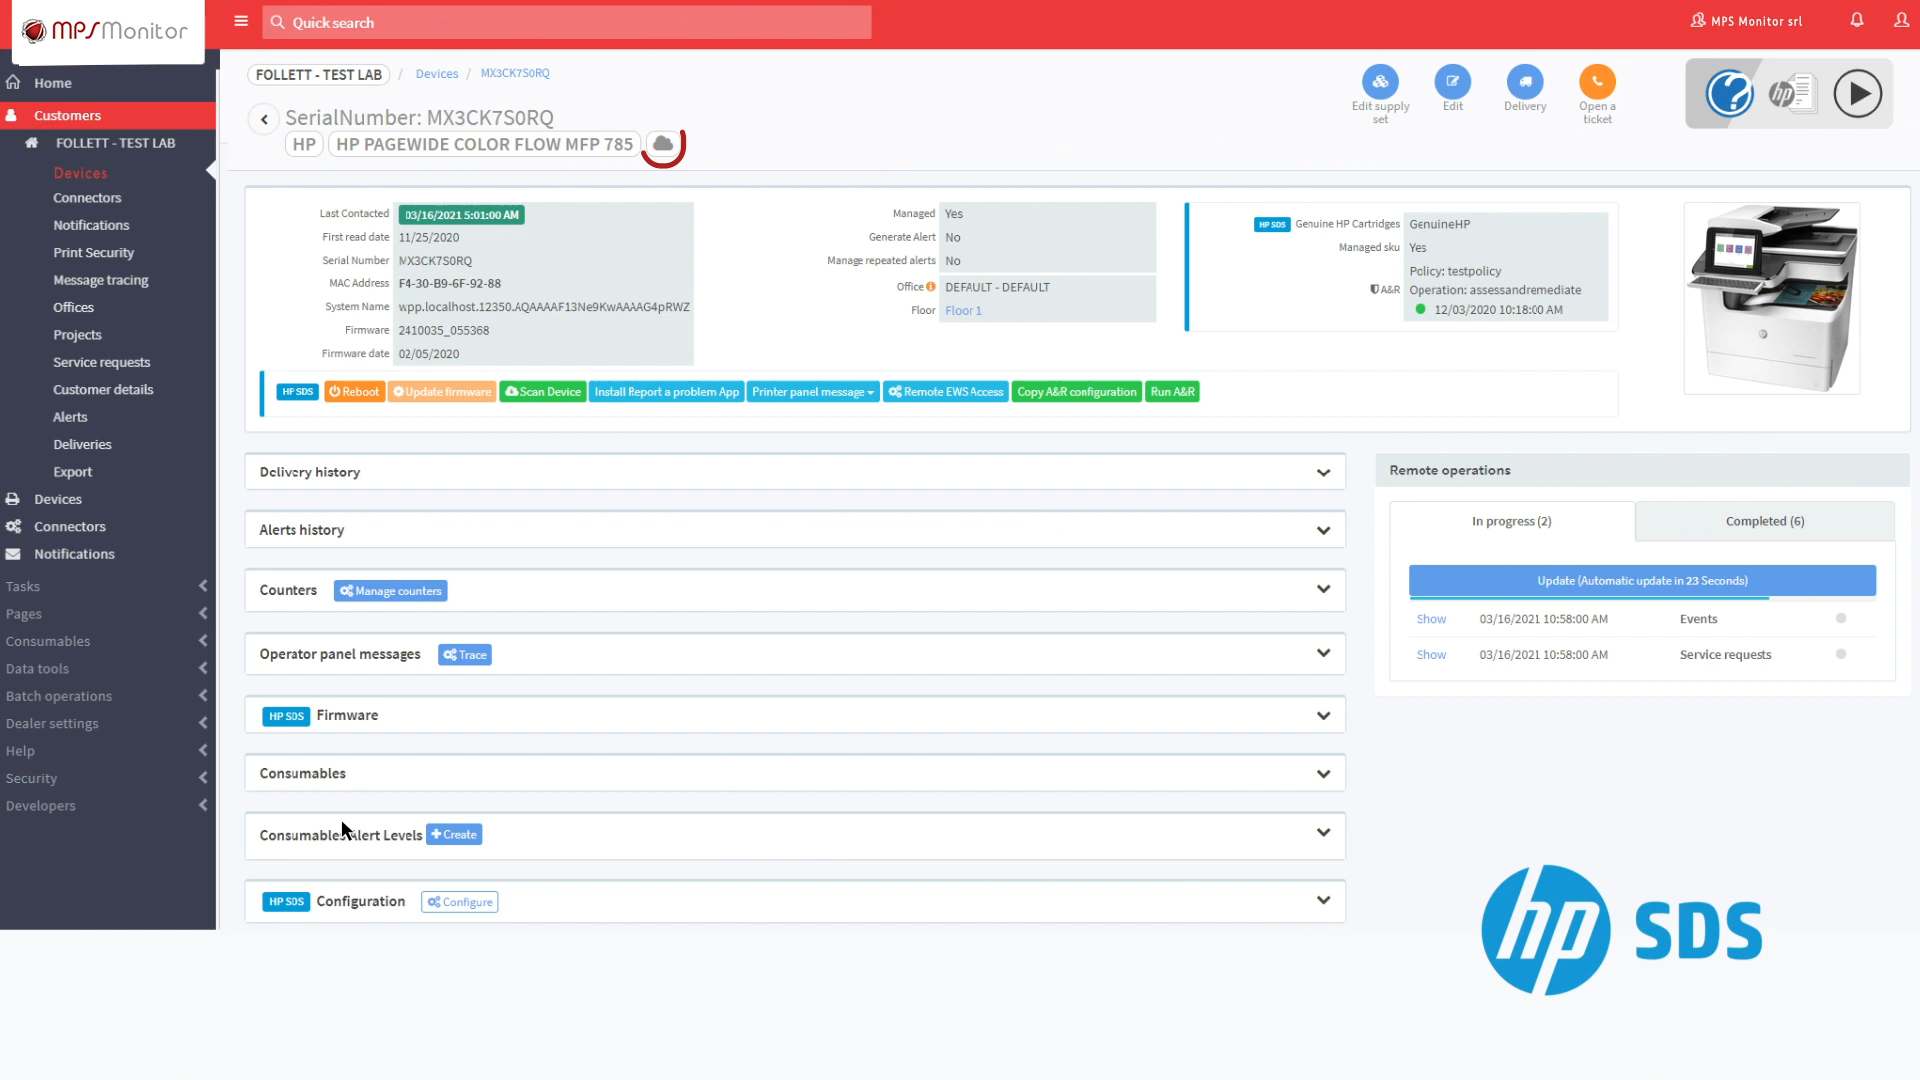 MPS Monitor
Quick search
MPS Monitor srl
Home
Customers
FOLLETT - TEST LAB
Devices
Connectors
Notifications
Print Security
Message tracing
Offices
Projects
Service requests
Customer details
Alerts
Deliveries
Export
Devices
Connectors
Notifications
Tasks
Pages
Consumables
Data tools
Batch operations
Dealer settings
Help
Security
Developers
FOLLETT - TEST LAB / Devices / MX3CK7S0RQ
SerialNumber: MX3CK7S0RQ
HP HP PAGEWIDE COLOR FLOW MFP 785
Edit supply set
Edit
Delivery
Open a ticket
? hp
Last Contacted 03/16/2021 5:01:00 AM
First read date 11/25/2020
Serial Number MX3CK7S0RQ
MAC Address F4-30-B9-6F-92-88
System Name wpp.localhost.12350.AQAAAAF13Ne9KwAAAAG4pRWZ
Firmware 2410035_055368
Firmware date 02/05/2020
Managed Yes
Generate Alert No
Manage repeated alerts No
Office DEFAULT - DEFAULT
Floor Floor 1
HP SDS Genuine HP Cartridges GenuineHP
Managed sku Yes
Policy: testpolicy
A&R Operation: assessandremediate
12/03/2020 10:18:00 AM
HP SDS Reboot Update firmware Scan Device Install Report a problem App Printer panel message Remote EWS Access Copy A&R configuration Run A&R
Delivery history
Alerts history
Counters Manage counters
Operator panel messages Trace
HP SDS Firmware
Consumables
Consumables Alert Levels Create
HP SDS Configuration Configure
Remote operations
In progress (2) Completed (6)
Update (Automatic update in 23 Seconds)
Show 03/16/2021 10:58:00 AM Events
Show 03/16/2021 10:58:00 AM Service requests
hp SDS